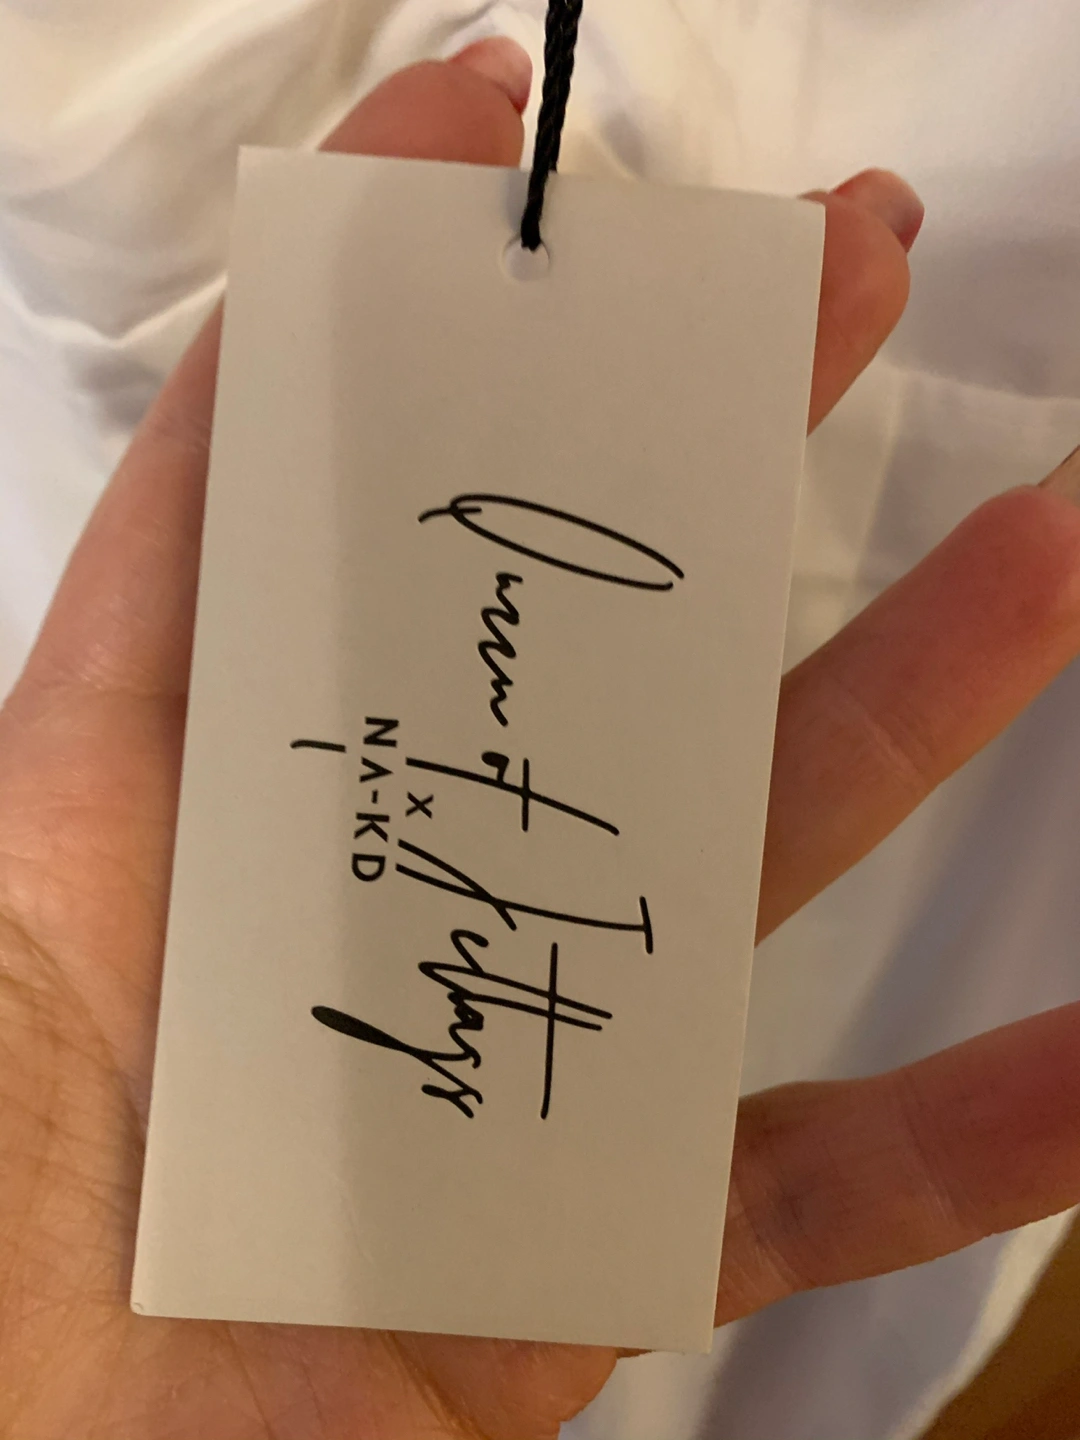 Queen of Jetlags
x
NA-KD